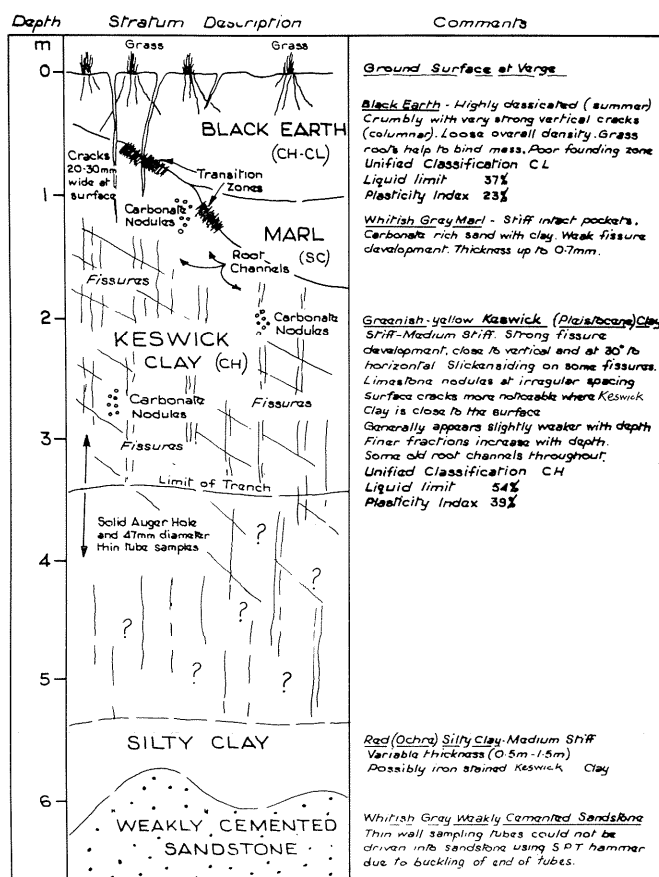 Depth Stratum Description Comments
m
Grass Grass
0
BLACK EARTH
(CH-CL)
Cracks
20-30mm
wide at
surface
Transition
Zones
1
Carbonate
Nodules
MARL
(SC)
Root
Channels
Fissures
2
Carbonate
Nodules
KESWICK
CLAY (CH)
Carbonate
Nodules
Fissures
3
Fissures
Limit of Trench
Solid Auger Hole
and 47mm diameter
thin tube samples
?
4
?
?
?
5
?
SILTY CLAY
6
WEAKLY CEMENTED
SANDSTONE
Ground Surface at Verge
Black Earth - Highly dessicated (summer)
Crumbly with very strong vertical cracks
(columnar). Loose overall density. Grass
roots help to bind mass. Poor founding zone
Unified Classification CL
Liquid limit 37%
Plasticity Index 23%
Whitish Gray Marl - Stiff intact pockets.
Carbonate rich sand with clay. Weak fissure
development. Thickness up to 0·7mm.
Greenish-yellow Keswick (Pleistocene) Clay
Stiff-Medium Stiff. Strong fissure
development, close to vertical and at 30° to
horizontal Slickensiding on some fissures.
Limestone nodules at irregular spacing
Surface cracks more noticeable where Keswick
Clay is close to the surface
Generally appears slightly weaker with depth
Finer fractions increase with depth.
Some old root channels throughout.
Unified Classification CH
Liquid limit 54%
Plasticity Index 39%
Red (Ochre) Silty Clay-Medium Stiff
Variable thickness (0·5m-1·5m)
Possibly iron stained Keswick Clay
Whitish Gray Weakly Cemented Sandstone
Thin wall sampling tubes could not be
driven into sandstone using SPT hammer
due to buckling of end of tubes.